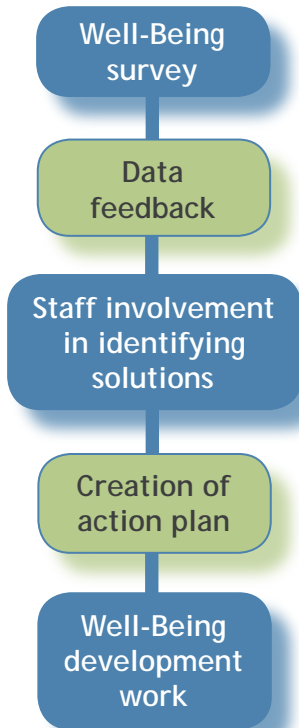 Well-Being
survey
Data
feedback
Staff involvement
in identifying
solutions
Creation of
action plan
Well-Being
development
work